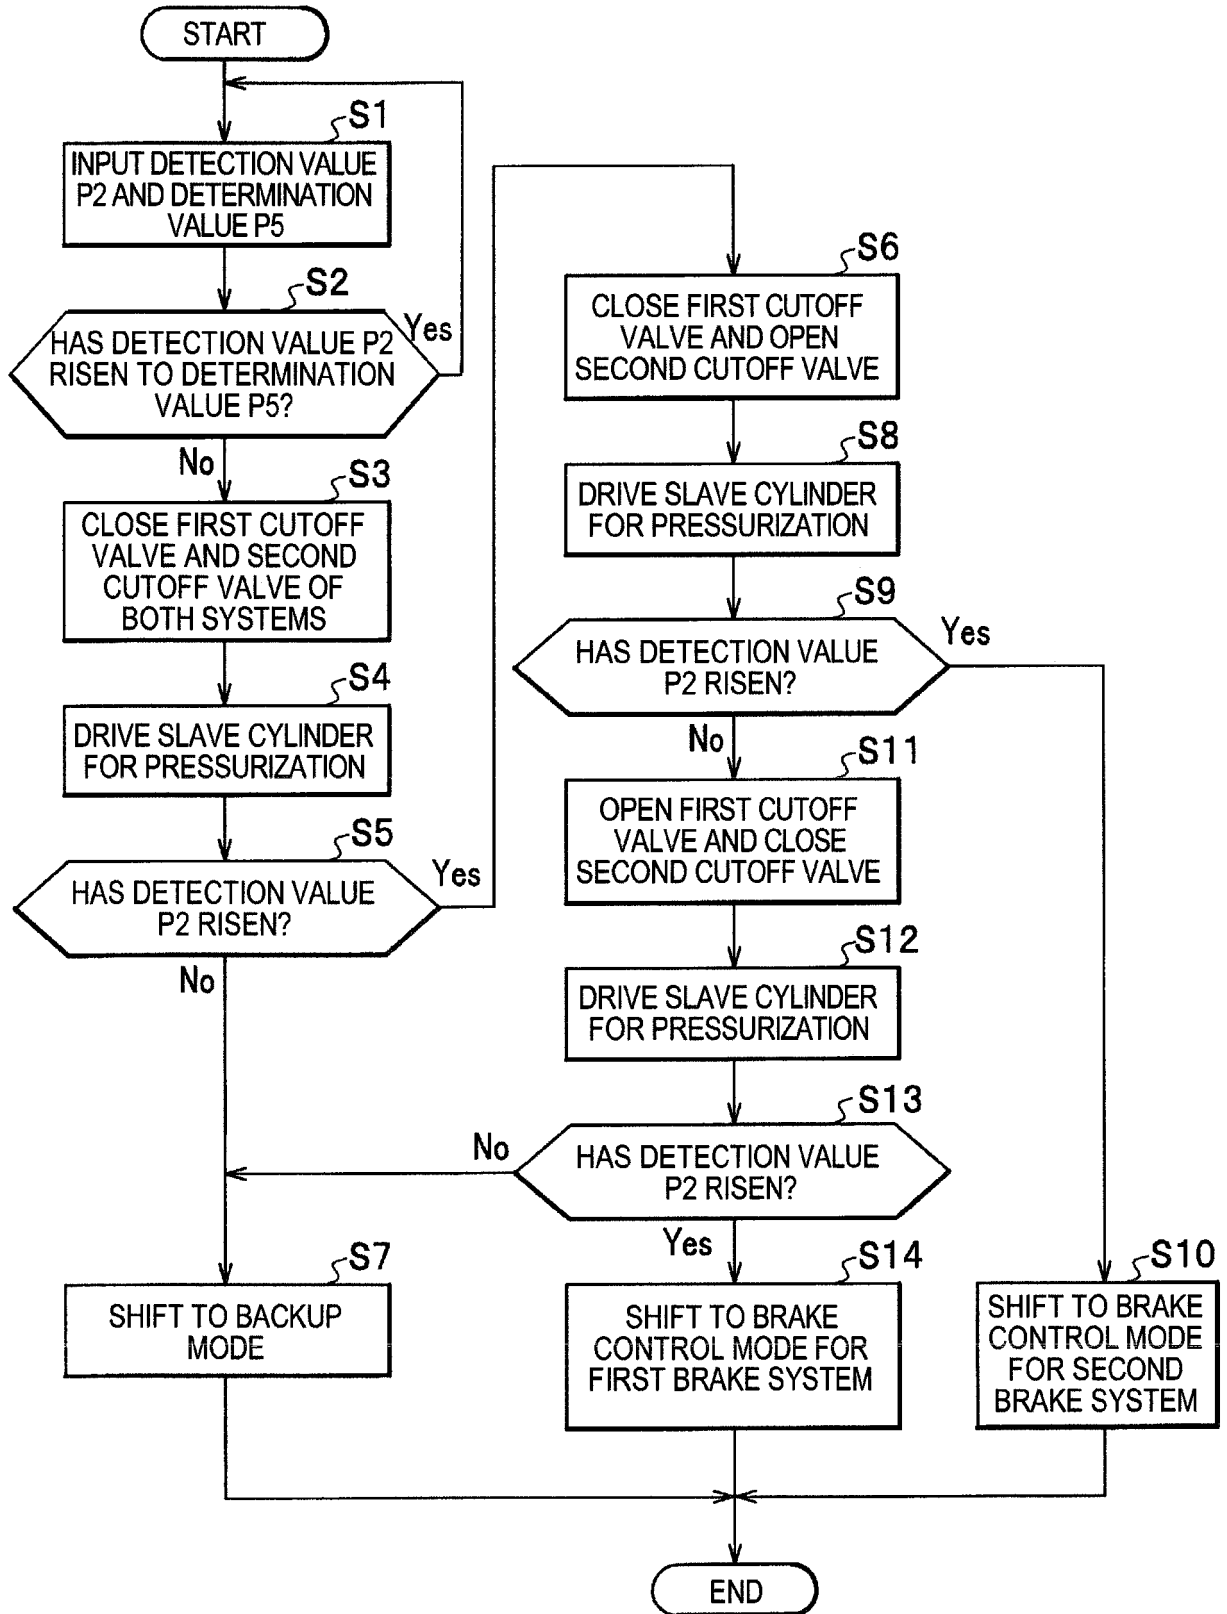 START
S1
INPUT DETECTION VALUE
P2 AND DETERMINATION
VALUE P5
S2
HAS DETECTION VALUE P2
RISEN TO DETERMINATION
VALUE P5?
Yes
No
S3
CLOSE FIRST CUTOFF
VALVE AND SECOND
CUTOFF VALVE OF
BOTH SYSTEMS
S4
DRIVE SLAVE CYLINDER
FOR PRESSURIZATION
S5
HAS DETECTION VALUE
P2 RISEN?
Yes
No
S6
CLOSE FIRST CUTOFF
VALVE AND OPEN
SECOND CUTOFF VALVE
S8
DRIVE SLAVE CYLINDER
FOR PRESSURIZATION
S9
HAS DETECTION VALUE
P2 RISEN?
Yes
No
S11
OPEN FIRST CUTOFF
VALVE AND CLOSE
SECOND CUTOFF VALVE
S12
DRIVE SLAVE CYLINDER
FOR PRESSURIZATION
S13
HAS DETECTION VALUE
P2 RISEN?
No
Yes
S7
SHIFT TO BACKUP
MODE
S14
SHIFT TO BRAKE
CONTROL MODE FOR
FIRST BRAKE SYSTEM
S10
SHIFT TO BRAKE
CONTROL MODE
FOR SECOND
BRAKE SYSTEM
END